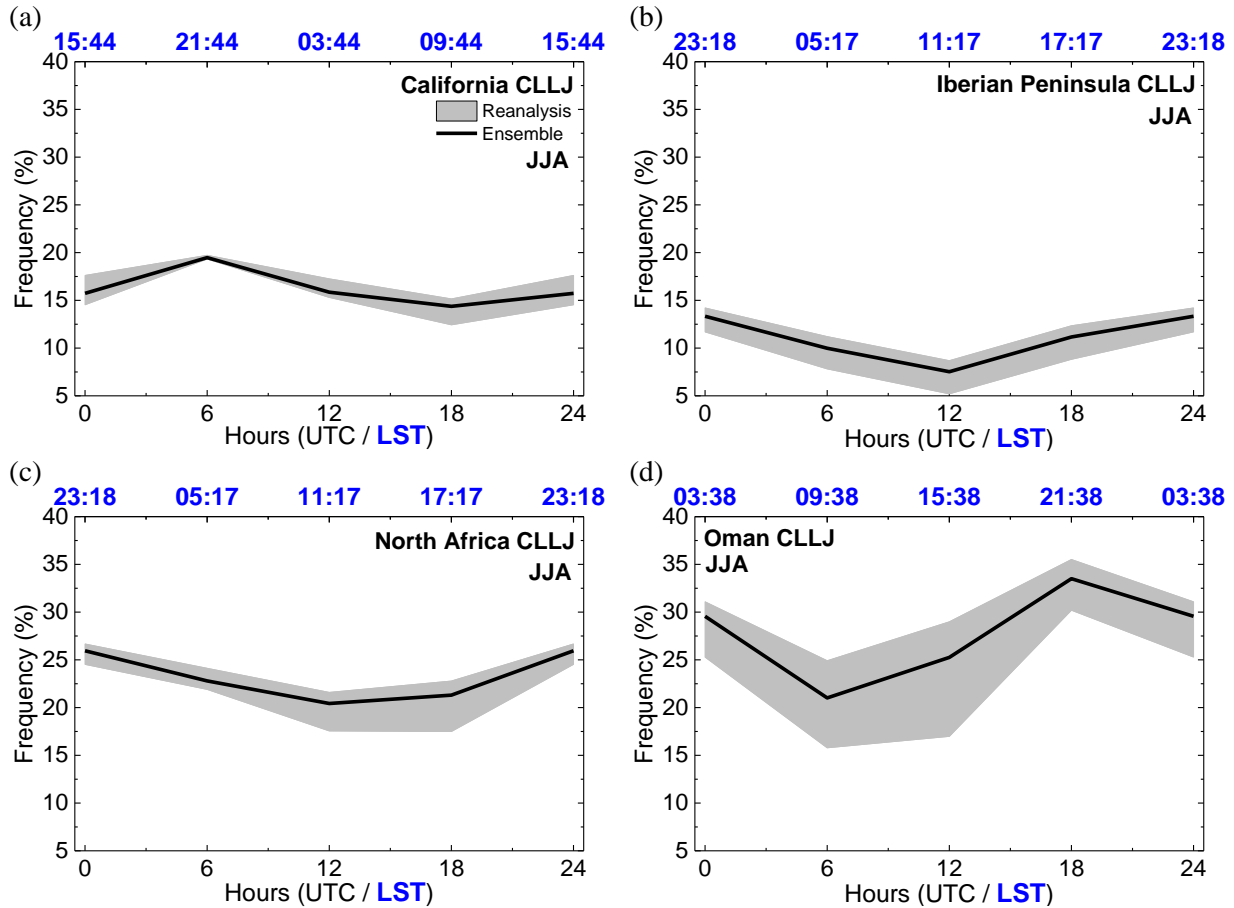 (a)
15:44 21:44 03:44 09:44 15:44
California CLLJ
Reanalysis
Ensemble
JJA
Frequency (%)
40
35
30
25
20
15
10
5
0 6 12 18 24
Hours (UTC / LST)
(b)
23:18 05:17 11:17 17:17 23:18
Iberian Peninsula CLLJ
JJA
Frequency (%)
40
35
30
25
20
15
10
5
0 6 12 18 24
Hours (UTC / LST)
(c)
23:18 05:17 11:17 17:17 23:18
North Africa CLLJ
JJA
Frequency (%)
40
35
30
25
20
15
10
5
0 6 12 18 24
Hours (UTC / LST)
(d)
03:38 09:38 15:38 21:38 03:38
Oman CLLJ
JJA
Frequency (%)
40
35
30
25
20
15
10
5
0 6 12 18 24
Hours (UTC / LST)